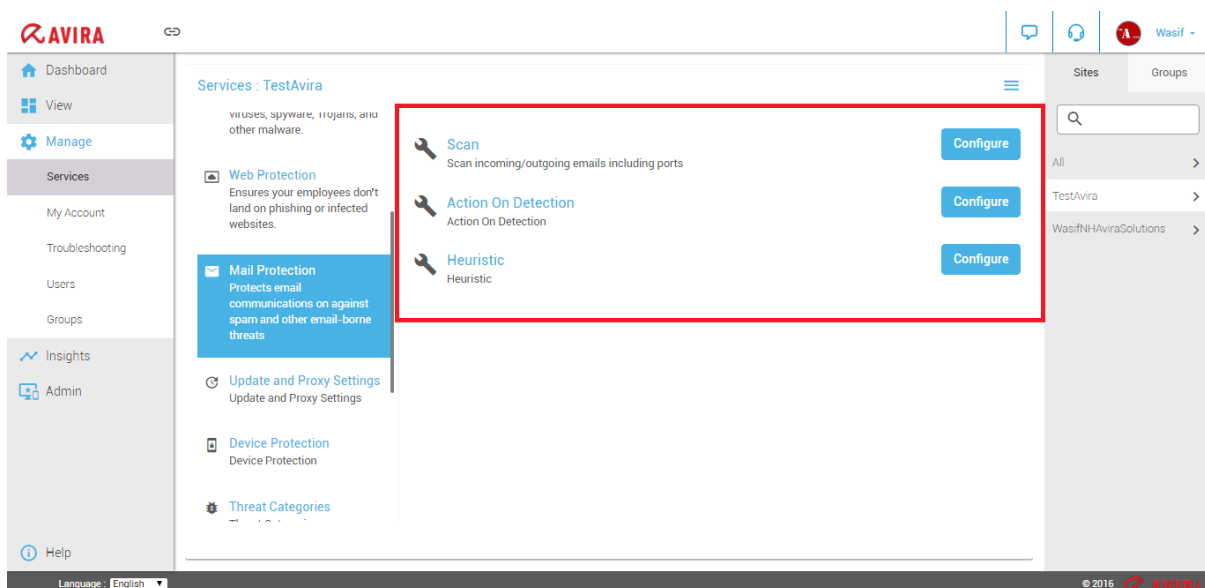 AVIRA
Wasif
Dashboard
View
Manage
Services
My Account
Troubleshooting
Users
Groups
Insights
Admin
Help
Services : TestAvira
viruses, spyware, Trojans, and
other malware.
Web Protection
Ensures your employees don't
land on phishing or infected
websites.
Mail Protection
Protects email
communications on against
spam and other email-borne
threats
Update and Proxy Settings
Update and Proxy Settings
Device Protection
Device Protection
Threat Categories
Scan
Scan incoming/outgoing emails including ports
Configure
Action On Detection
Action On Detection
Configure
Heuristic
Heuristic
Configure
Sites Groups
All
TestAvira
WasifNHAviraSolutions
Language : English
© 2016 AVIRA